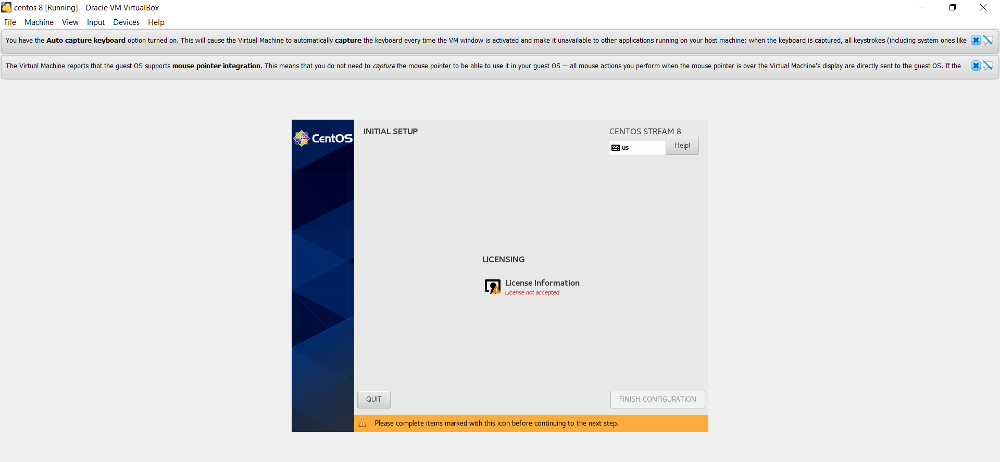 centos 8 [Running] - Oracle VM VirtualBox
File Machine View Input Devices Help
You have the Auto capture keyboard option turned on. This will cause the Virtual Machine to automatically capture the keyboard every time the VM window is activated and make it unavailable to other applications running on your host machine: when the keyboard is captured, all keystrokes (including system ones like
The Virtual Machine reports that the guest OS supports mouse pointer integration. This means that you do not need to capture the mouse pointer to be able to use it in your guest OS -- all mouse actions you perform when the mouse pointer is over the Virtual Machine's display are directly sent to the guest OS. If the
CentOS
INITIAL SETUP
CENTOS STREAM 8
us
Help!
LICENSING
License Information
License not accepted
QUIT
FINISH CONFIGURATION
Please complete items marked with this icon before continuing to the next step.